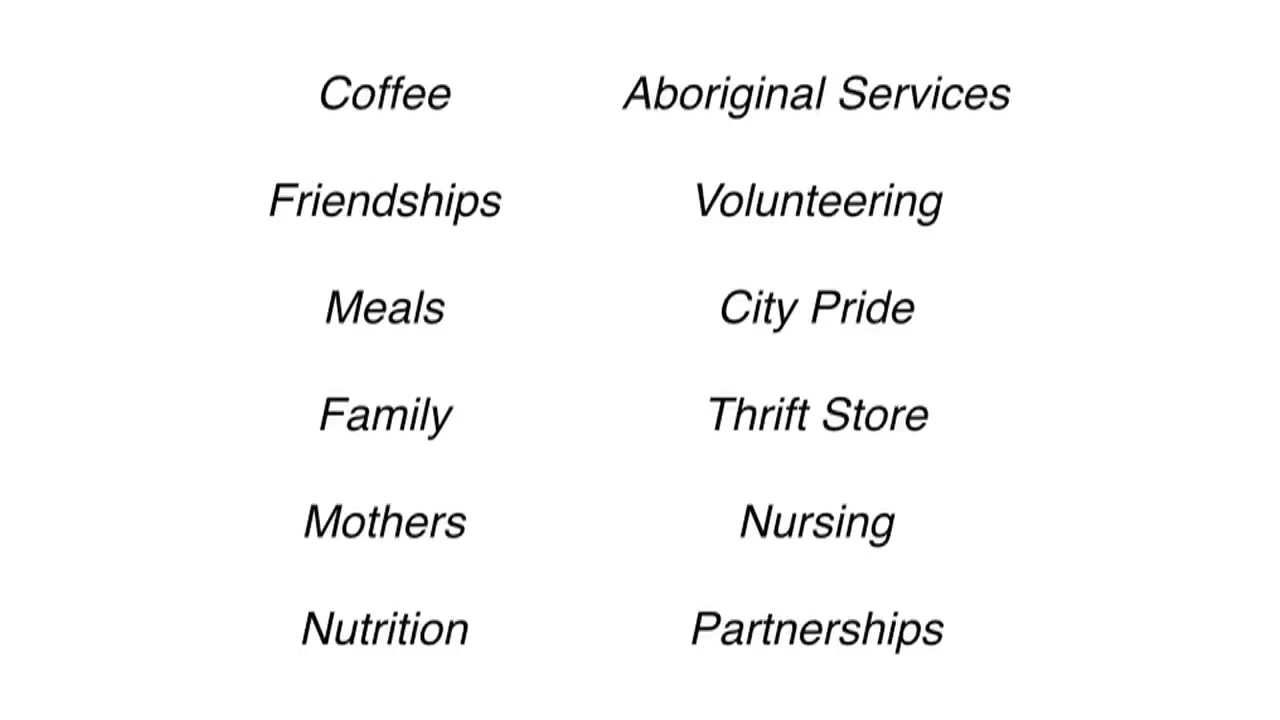 Coffee
Friendships
Meals
Family
Mothers
Nutrition
Aboriginal Services
Volunteering
City Pride
Thrift Store
Nursing
Partnerships